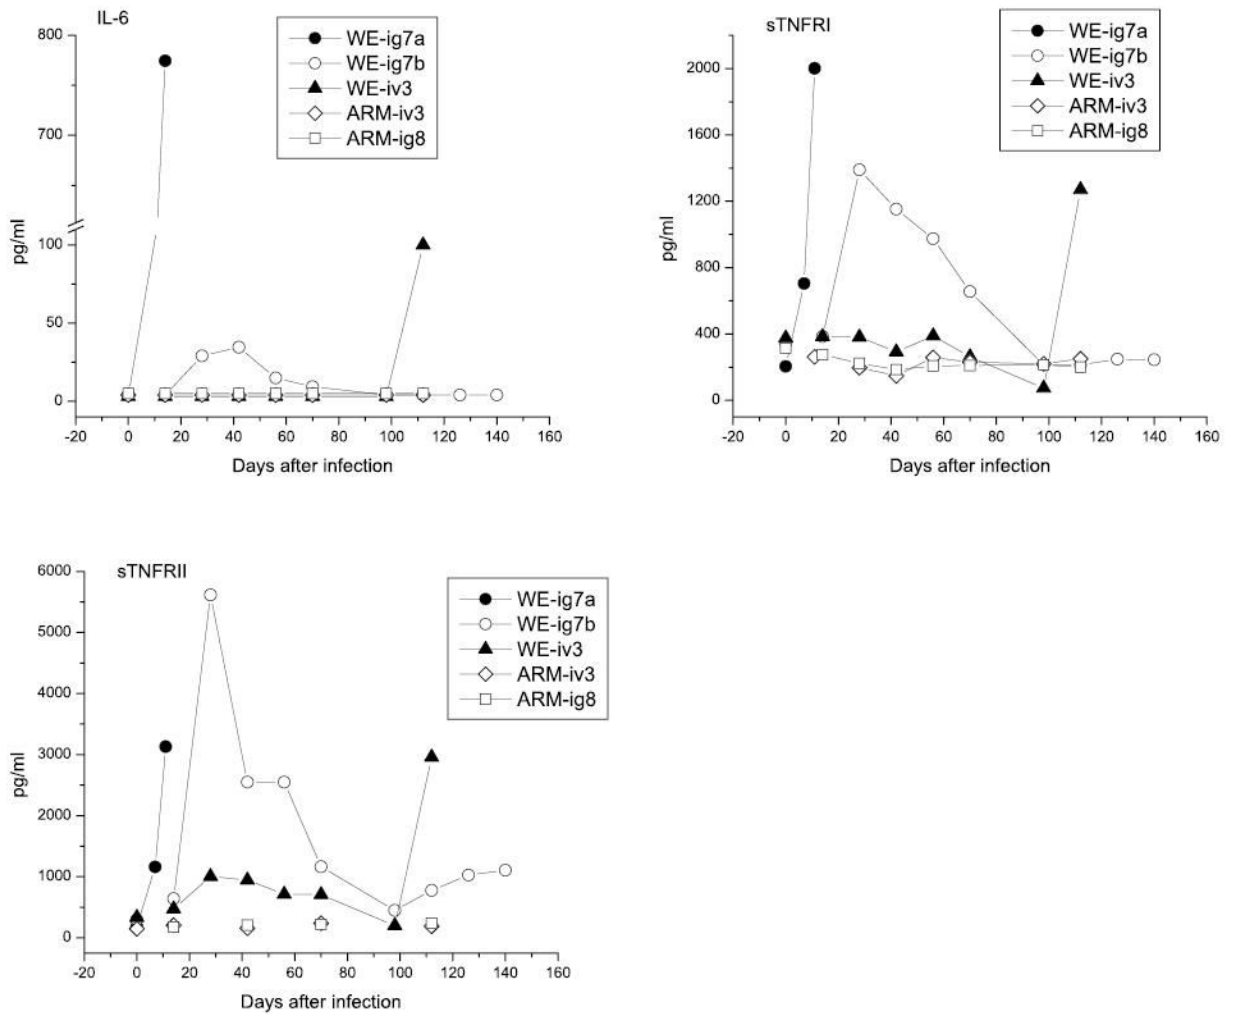 IL-6
WE-ig7a
WE-ig7b
WE-iv3
ARM-iv3
ARM-ig8
800
700
100
50
0
pg/ml
-20 0 20 40 60 80 100 120 140 160
Days after infection
sTNFRI
WE-ig7a
WE-ig7b
WE-iv3
ARM-iv3
ARM-ig8
2000
1600
1200
800
400
0
pg/ml
-20 0 20 40 60 80 100 120 140 160
Days after infection
sTNFRII
WE-ig7a
WE-ig7b
WE-iv3
ARM-iv3
ARM-ig8
6000
5000
4000
3000
2000
1000
0
pg/ml
-20 0 20 40 60 80 100 120 140 160
Days after infection